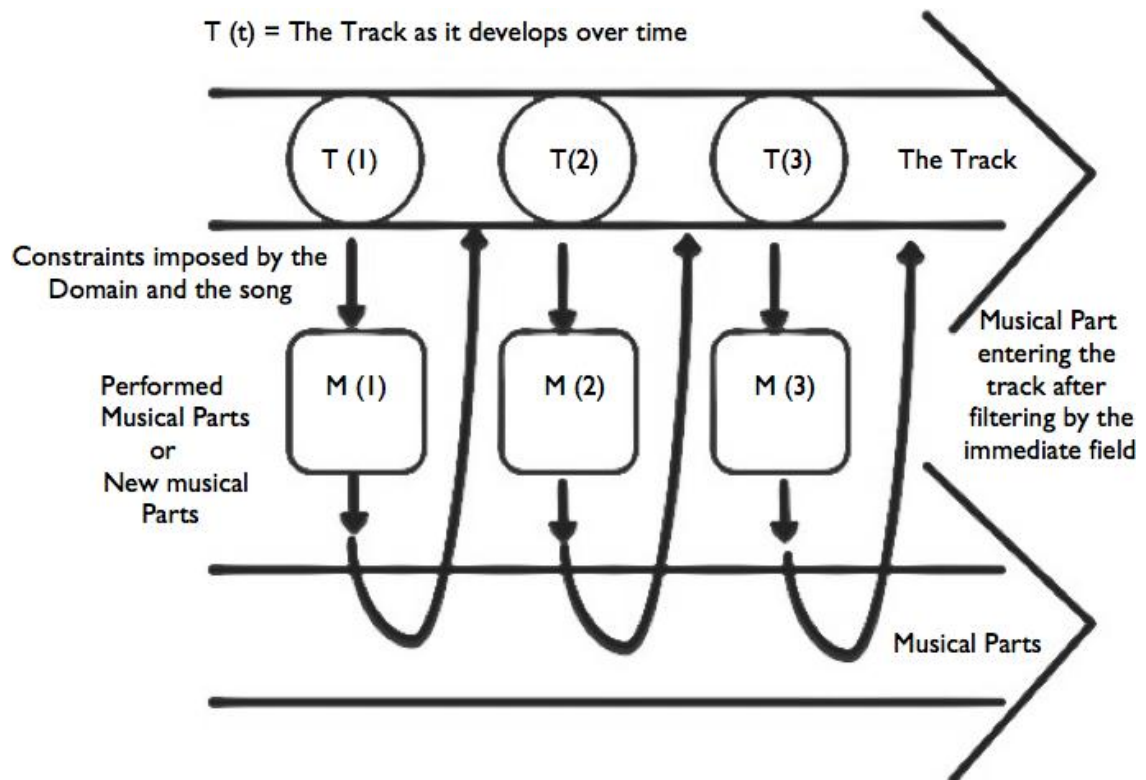 T (t) = The Track as it develops over time
T (1)
T(2)
T(3)
The Track
Constraints imposed by the
Domain and the song
Performed
Musical Parts
or
New musical
Parts
M (1)
M (2)
M (3)
Musical Part
entering the
track after
filtering by the
immediate field
Musical Parts